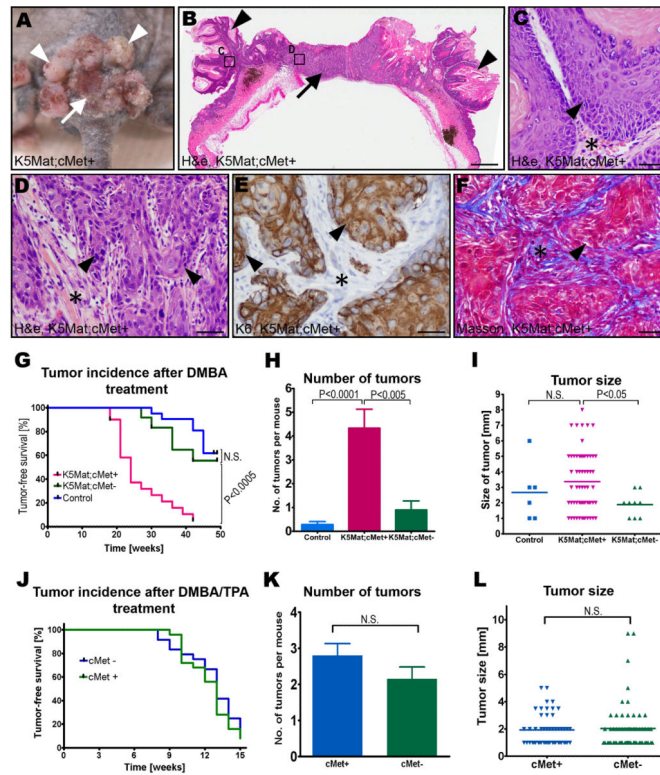 A
K5Mat;cMet+
B
C
D
H&e, K5Mat;cMet+
C
H&e, K5Mat;cMet+
D
*
H&e, K5Mat;cMet+
E
*
K6, K5Mat;cMet+
F
*
Masson, K5Mat;cMet+
G
Tumor incidence after DMBA
treatment
Tumor-free survival [%]
100
80
60
40
20
0
0 10 20 30 40 50
Time [weeks]
K5Mat;cMet+
K5Mat;cMet-
Control
N.S.
P<0.0005
H
Number of tumors
P<0.0001 P<0.005
No. of tumors per mouse
6
5
4
3
2
1
0
Control K5Mat;cMet+ K5Mat;cMet-
I
Tumor size
N.S. P<0.05
Size of tumor [mm]
9
8
7
6
5
4
3
2
1
0
Control K5Mat;cMet+ K5Mat;cMet-
J
Tumor incidence after DMBA/TPA
treatment
Tumor-free survival [%]
100
80
60
40
20
0
0 3 6 9 12 15
Time [weeks]
cMet -
cMet +
K
Number of tumors
N.S.
No. of tumors per mouse
4
3
2
1
0
cMet+ cMet-
L
Tumor size
N.S.
Tumor size [mm]
10
8
6
4
2
0
cMet+ cMet-